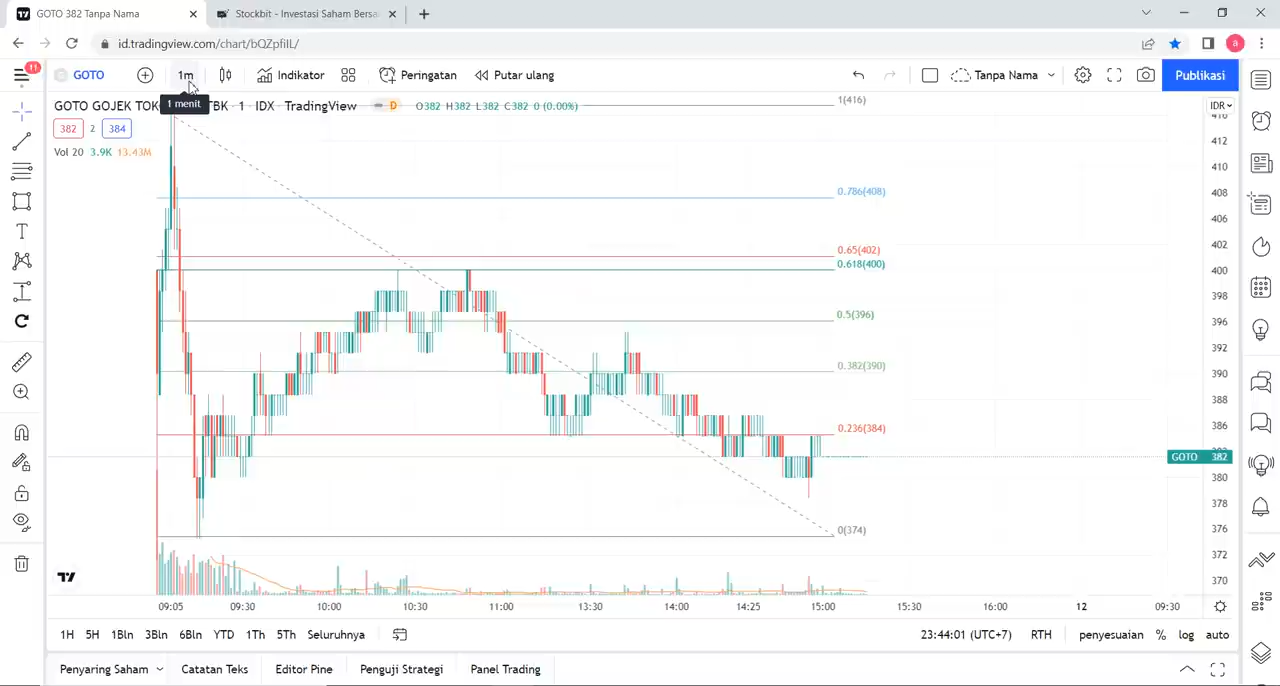 GOTO 382 Tanpa Nama
Stockbit - Investasi Saham Bersa
id.tradingview.com/chart/bQZpfiIL/
a
11
GOTO
1m
Indikator
Peringatan
Putar ulang
Tanpa Nama
Publikasi
1 menit
GOTO GOJEK TOK
TBK · 1 · IDX
TradingView
D
O382 H382 L382 C382 0 (0.00%)
382 2 384
Vol 20 3.9K 13.43M
IDR
1(416)
0.786(408)
0.65(402)
0.618(400)
0.5(396)
0.382(390)
0.236(384)
0(374)
416
412
410
408
406
404
402
400
398
396
394
392
390
388
386
GOTO 382
380
378
376
372
370
09:05 09:30 10:00 10:30 11:00 13:30 14:00 14:25 15:00 15:30 16:00 12 09:30
1H 5H 1Bln 3Bln 6Bln YTD 1Th 5Th Seluruhnya
23:44:01 (UTC+7) RTH penyesuaian % log auto
Penyaring Saham Catatan Teks Editor Pine Penguji Strategi Panel Trading